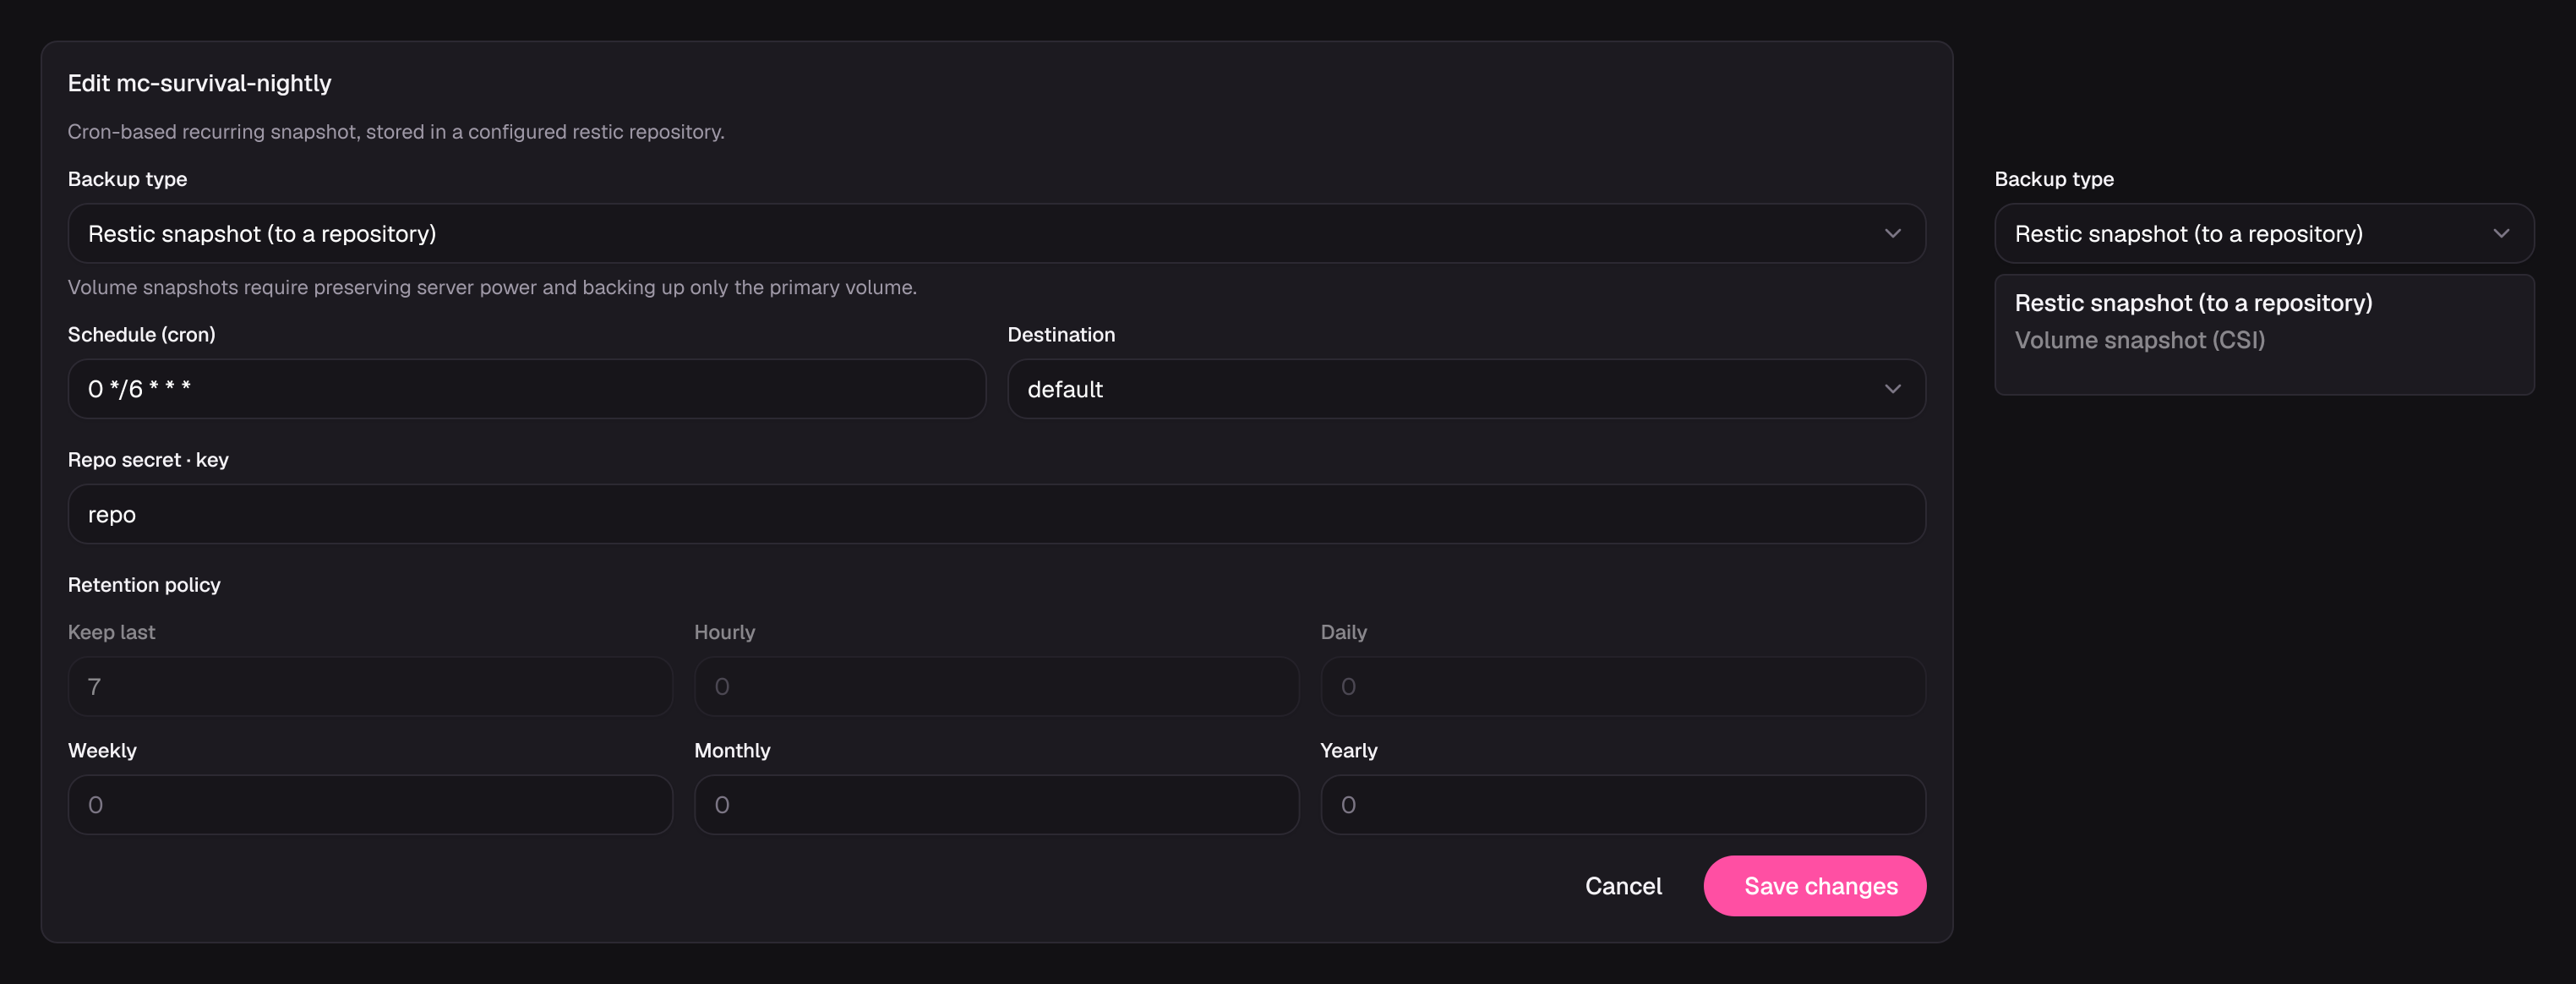 Edit mc-survival-nightly
Cron-based recurring snapshot, stored in a configured restic repository.
Backup type
Restic snapshot (to a repository)
Volume snapshots require preserving server power and backing up only the primary volume.
Schedule (cron)
Destination
0 */6 * * *
default
Repo secret · key
repo
Retention policy
Keep last
Hourly
Daily
7
0
0
Weekly
Monthly
Yearly
0
0
0
Cancel
Save changes
Backup type
Restic snapshot (to a repository)
Restic snapshot (to a repository)
Volume snapshot (CSI)